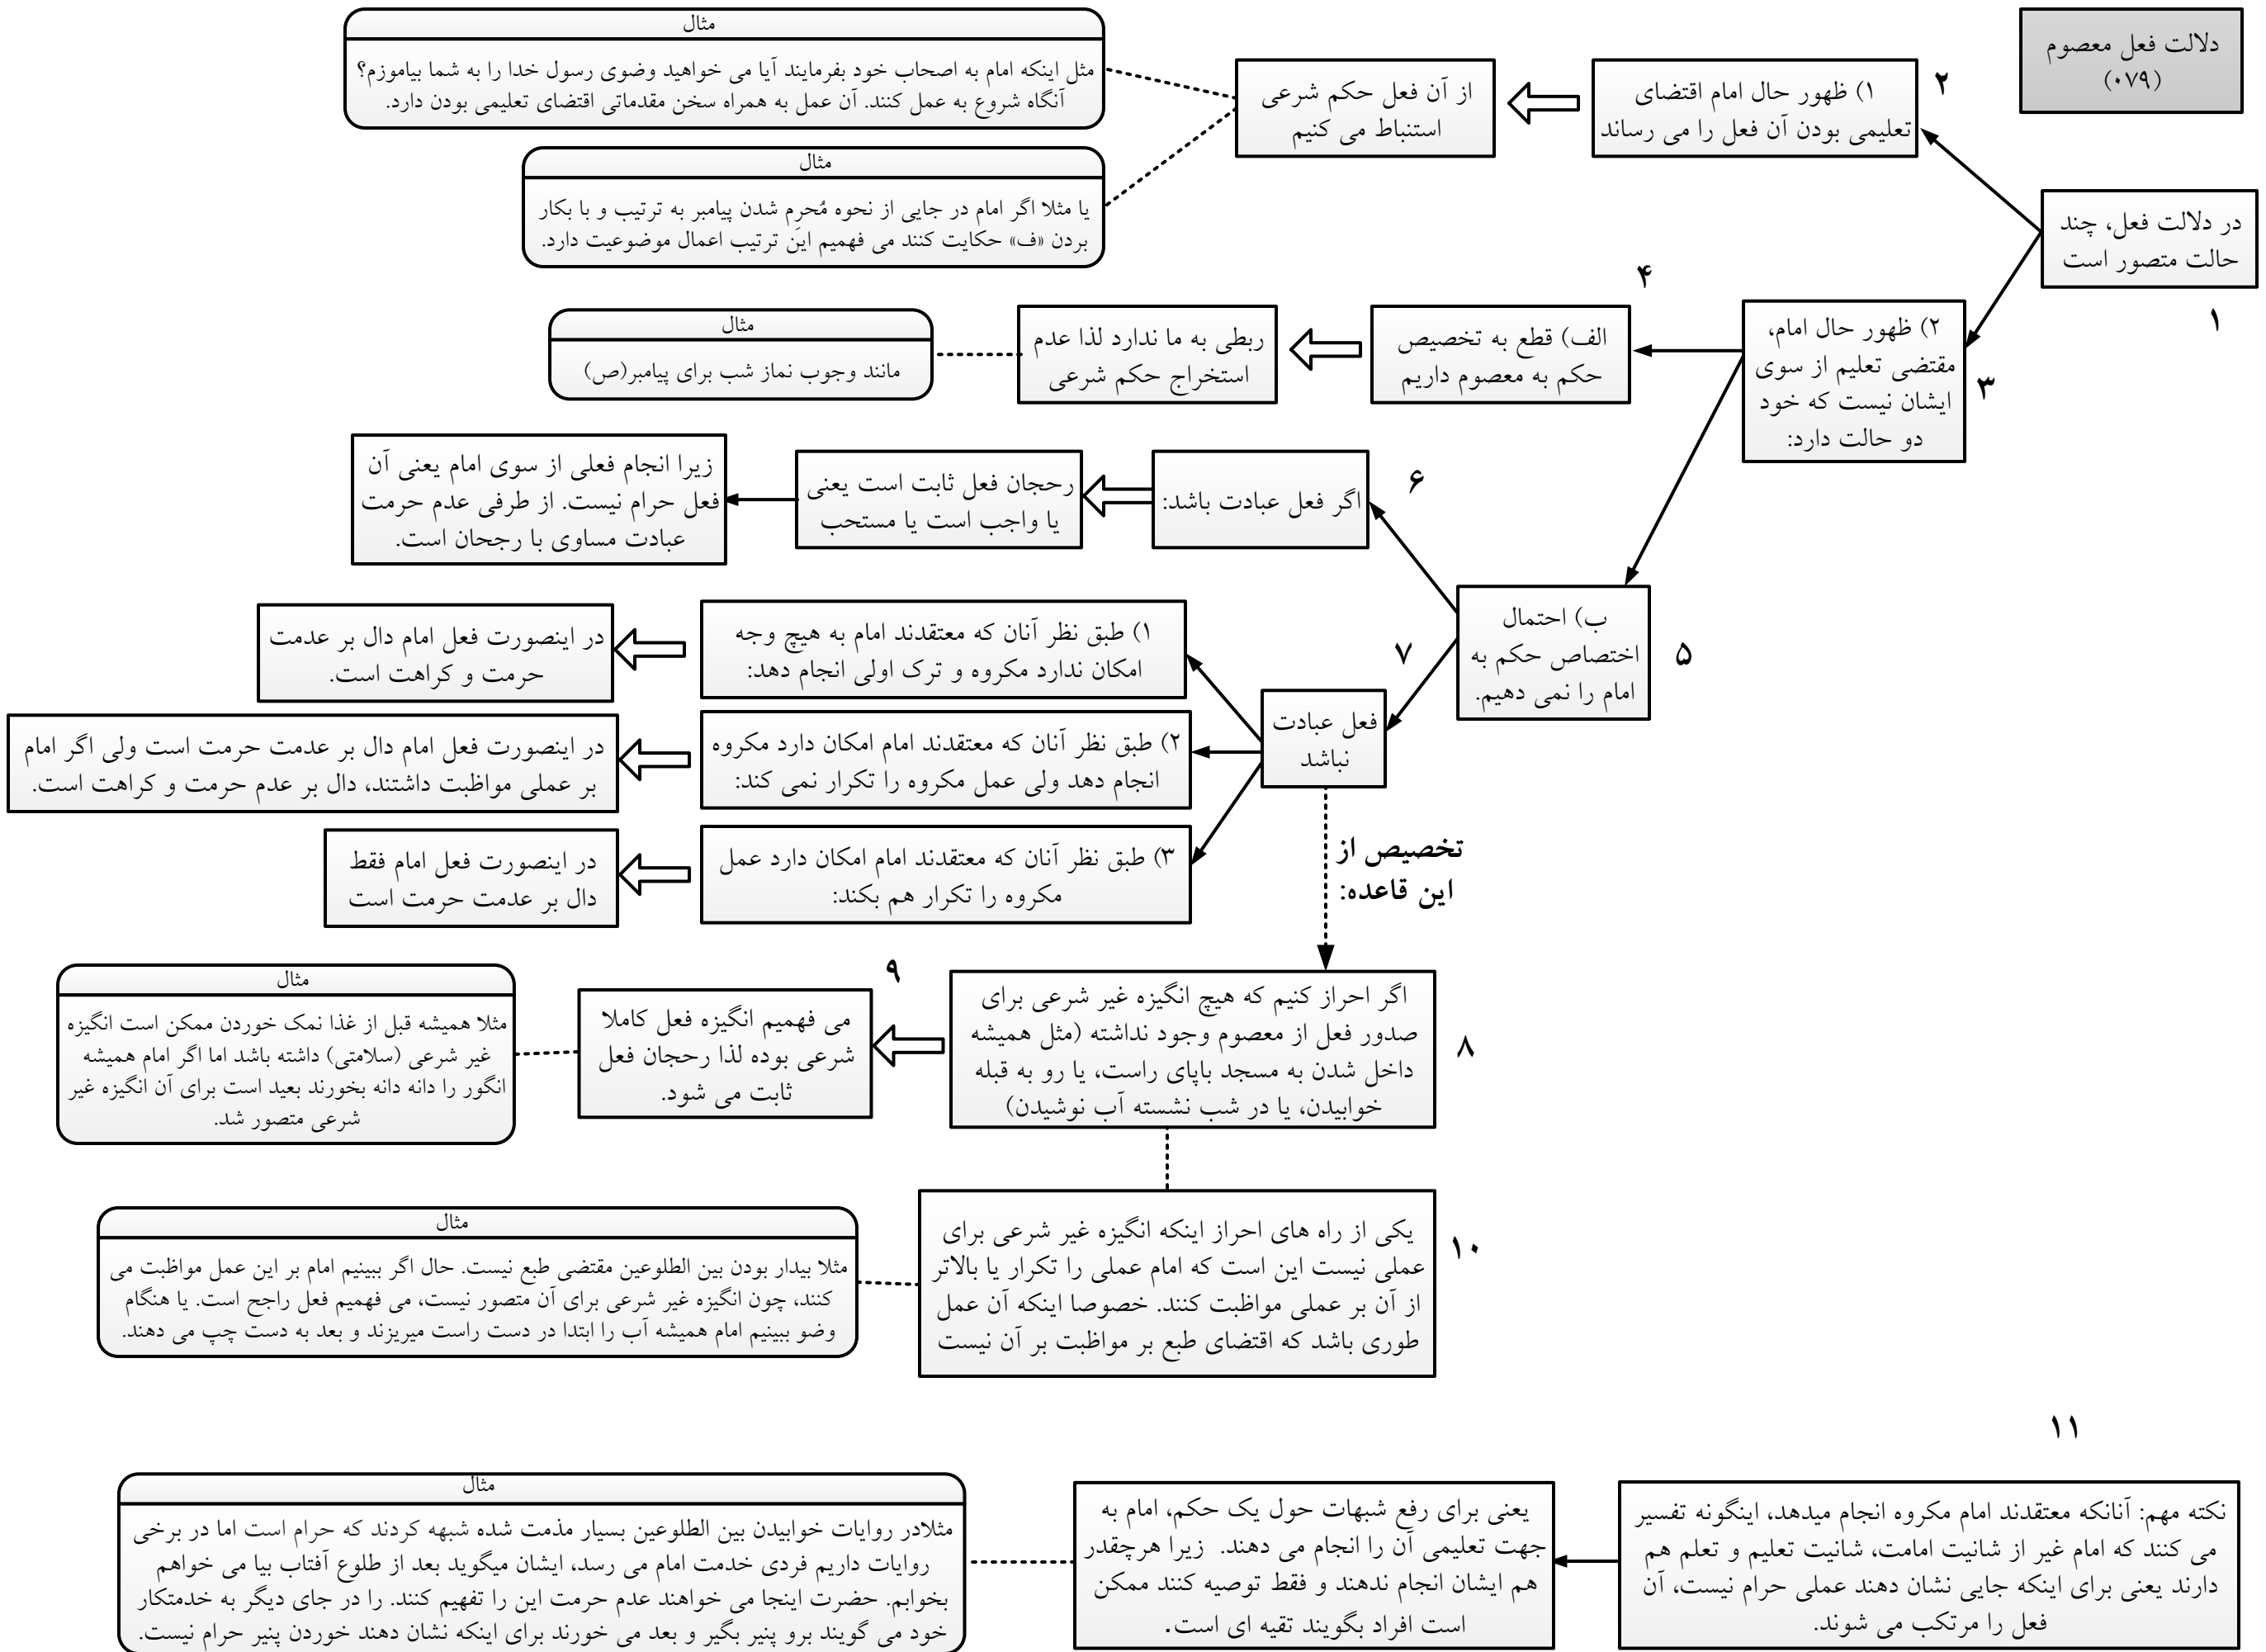 دلالت فعل معصوم
(۰۷۹)
۱
در دلالت فعل، چند
حالت متصور است
۲
۱) ظهور حال امام اقتضای
تعلیمی بودن آن فعل را می رساند
از آن فعل حکم شرعی
استنباط می کنیم
مثال
مثل اینکه امام به اصحاب خود بفرمایند آیا می خواهید وضوی رسول خدا را به شما بیاموزم؟
آنگاه شروع به عمل کنند. آن عمل به همراه سخن مقدماتی اقتضای تعلیمی بودن دارد.
مثال
یا مثلا اگر امام در جایی از نحوه مُحرِم شدن پیامبر به ترتیب و با بکار
بردن «ف» حکایت کنند می فهمیم این ترتیب اعمال موضوعیت دارد.
۳
۲) ظهور حال امام،
مقتضی تعلیم از سوی
ایشان نیست که خود
دو حالت دارد:
۴
الف) قطع به تخصیص
حکم به معصوم داریم
ربطی به ما ندارد لذا عدم
استخراج حکم شرعی
مثال
مانند وجوب نماز شب برای پیامبر(ص)
۵
ب) احتمال
اختصاص حکم به
امام را نمی دهیم.
۶
اگر فعل عبادت باشد:
رحجان فعل ثابت است یعنی
یا واجب است یا مستحب
زیرا انجام فعلی از سوی امام یعنی آن
فعل حرام نیست. از طرفی عدم حرمت
عبادت مساوی با رجحان است.
۷
فعل عبادت
نباشد
۱) طبق نظر آنان که معتقدند امام به هیچ وجه
امکان ندارد مکروه و ترک اولی انجام دهد:
در اینصورت فعل امام دال بر عدمت
حرمت و کراهت است.
۲) طبق نظر آنان که معتقدند امام امکان دارد مکروه
انجام دهد ولی عمل مکروه را تکرار نمی کند:
در اینصورت فعل امام دال بر عدمت حرمت است ولی اگر امام
بر عملی مواظبت داشتند، دال بر عدم حرمت و کراهت است.
۳) طبق نظر آنان که معتقدند امام امکان دارد عمل
مکروه را تکرار هم بکند:
در اینصورت فعل امام فقط
دال بر عدمت حرمت است
تخصیص از
این قاعده:
۸
اگر احراز کنیم که هیچ انگیزه غیر شرعی برای
صدور فعل از معصوم وجود نداشته (مثل همیشه
داخل شدن به مسجد باپای راست، یا رو به قبله
خوابیدن، یا در شب نشسته آب نوشیدن)
۹
می فهمیم انگیزه فعل کاملا
شرعی بوده لذا رحجان فعل
ثابت می شود.
مثال
مثلا همیشه قبل از غذا نمک خوردن ممکن است انگیزه
غیر شرعی (سلامتی) داشته باشد اما اگر امام همیشه
انگور را دانه دانه بخورند بعید است برای آن انگیزه غیر
شرعی متصور شد.
۱۰
یکی از راه های احراز اینکه انگیزه غیر شرعی برای
عملی نیست این است که امام عملی را تکرار یا بالاتر
از آن بر عملی مواظبت کنند. خصوصا اینکه آن عمل
طوری باشد که اقتضای طبع بر مواظبت بر آن نیست
مثال
مثلا بیدار بودن بین الطلوعین مقتضی طبع نیست. حال اگر ببینیم امام بر این عمل مواظبت می
کنند، چون انگیزه غیر شرعی برای آن متصور نیست، می فهمیم فعل راجح است. یا هنگام
وضو ببینیم امام همیشه آب را ابتدا در دست راست میریزند و بعد به دست چپ می دهند.
۱۱
نکته مهم: آنانکه معتقدند امام مکروه انجام میدهد، اینگونه تفسیر
می کنند که امام غیر از شانیت امامت، شانیت تعلیم و تعلم هم
دارند یعنی برای اینکه جایی نشان دهند عملی حرام نیست، آن
فعل را مرتکب می شوند.
یعنی برای رفع شبهات حول یک حکم، امام به
جهت تعلیمی آن را انجام می دهند. زیرا هرچقدر
هم ایشان انجام ندهند و فقط توصیه کنند ممکن
است افراد بگویند تقیه ای است.
مثال
مثلادر روایات خوابیدن بین الطلوعین بسیار مذمت شده شبهه کردند که حرام است اما در برخی
روایات داریم فردی خدمت امام می رسد، ایشان میگوید بعد از طلوع آفتاب بیا می خواهم
بخوابم. حضرت اینجا می خواهند عدم حرمت این را تفهیم کنند. را در جای دیگر به خدمتکار
خود می گویند برو پنیر بگیر و بعد می خورند برای اینکه نشان دهند خوردن پنیر حرام نیست.